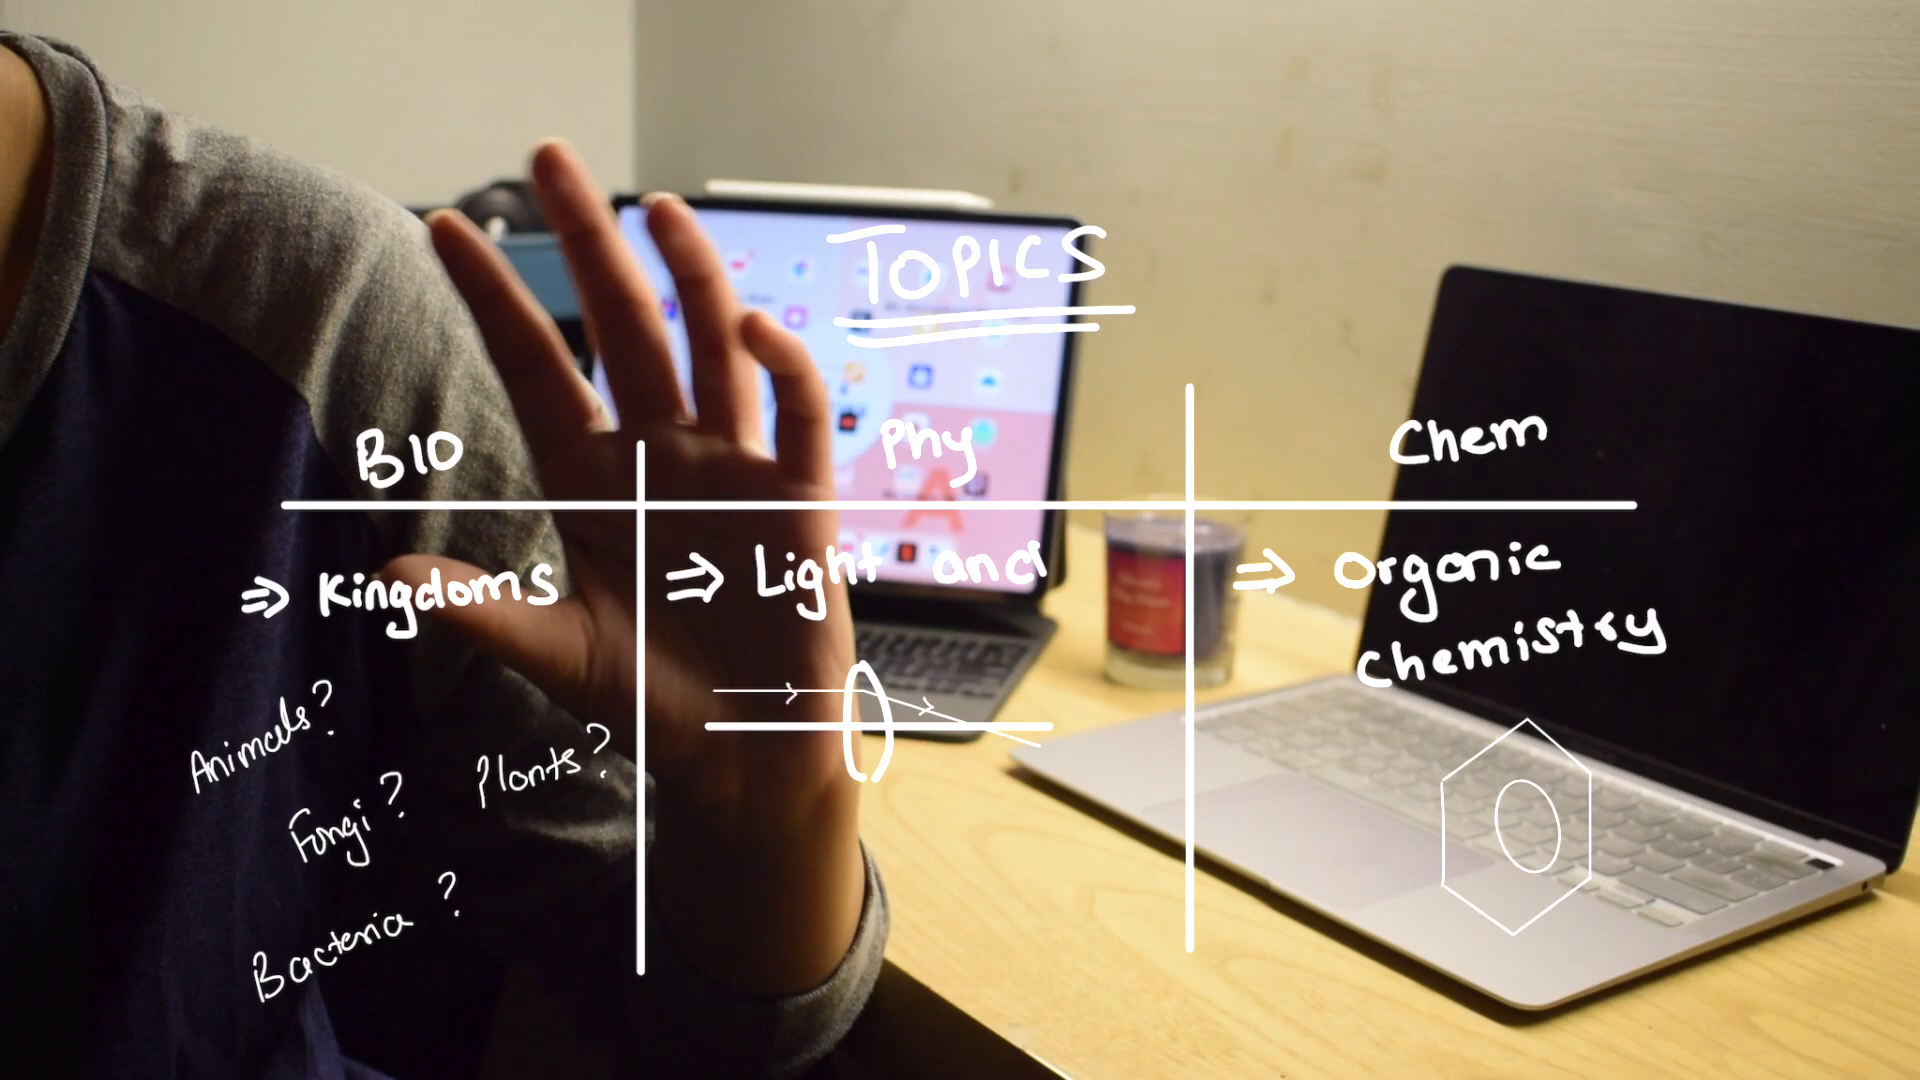 TOPICS
BIO
Phy
Chem
⇒ Kingdoms
⇒ Light and
⇒ Organic
chemistry
Animals?
Plants?
Fungi?
Bacteria ?